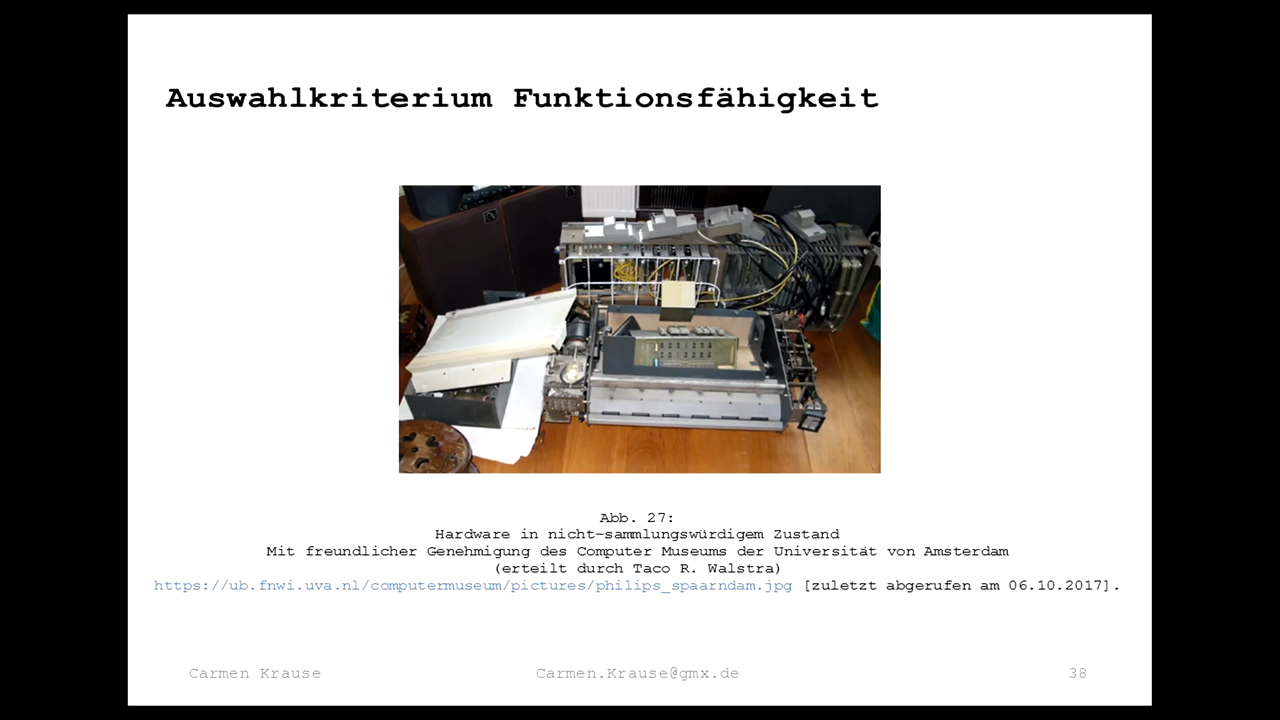 Auswahlkriterium Funktionsfähigkeit
Abb. 27:
Hardware in nicht-sammlungswürdigem Zustand
Mit freundlicher Genehmigung des Computer Museums der Universität von Amsterdam
(erteilt durch Taco R. Walstra)
https://ub.fnwi.uva.nl/computermuseum/pictures/philips_spaarndam.jpg [zuletzt abgerufen am 06.10.2017].
Carmen Krause Carmen.Krause@gmx.de 38